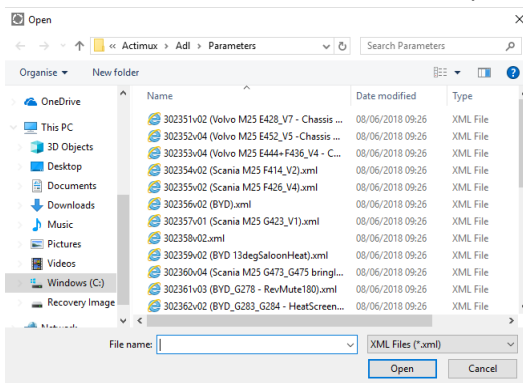 Open
« Actimux > Adl > Parameters
Search Parameters
Organise
New folder
Name
Date modified
Type
OneDrive
This PC
3D Objects
Desktop
Documents
Downloads
Music
Pictures
Videos
Windows (C:)
Recovery Image
302351v02 (Volvo M25 E428_V7 - Chassis ... 08/06/2018 09:26 XML File
302352v04 (Volvo M25 E452_V5 -Chassis ... 08/06/2018 09:26 XML File
302353v04 (Volvo M25 E444+F436_V4 - C... 08/06/2018 09:26 XML File
302354v02 (Scania M25 F414_V2).xml 08/06/2018 09:26 XML File
302355v02 (Scania M25 F426_V4).xml 08/06/2018 09:26 XML File
302356v02 (BYD).xml 08/06/2018 09:26 XML File
302357v01 (Scania M25 G423_V1).xml 08/06/2018 09:26 XML File
302358v02.xml 08/06/2018 09:26 XML File
302359v02 (BYD 13degSaloonHeat).xml 08/06/2018 09:26 XML File
302360v04 (Scania M25 G473_G475 bringl... 08/06/2018 09:26 XML File
302361v03 (BYD_G278 - RevMute180).xml 08/06/2018 09:26 XML File
302362v02 (BYD_G283_G284 - HeatScreen... 08/06/2018 09:26 XML File
File name:
XML Files (*.xml)
Open
Cancel